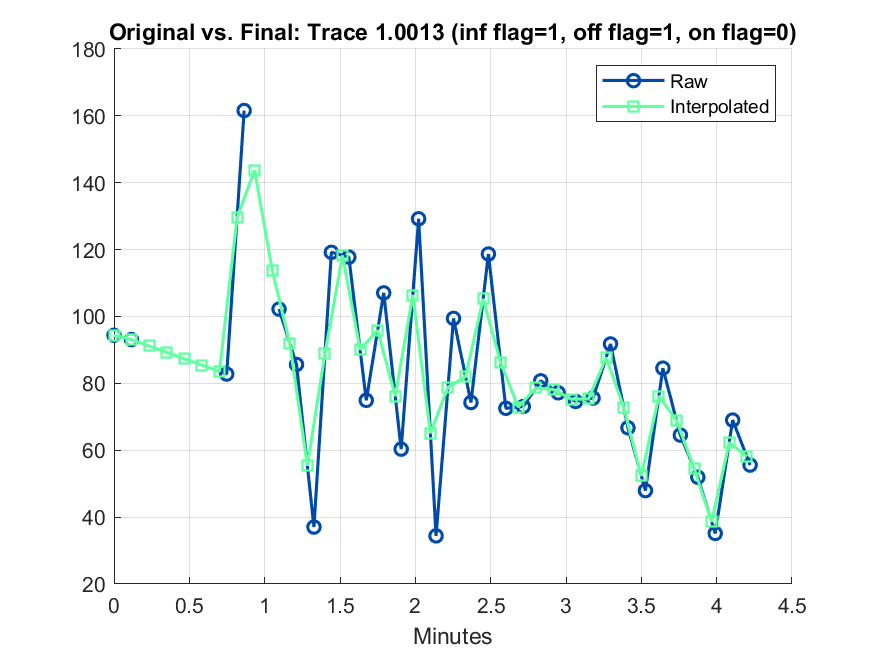 Original vs. Final: Trace 1.0013 (inf flag=1, off flag=1, on flag=0)
180
160
140
120
100
80
60
40
20
Raw
Interpolated
0 0.5 1 1.5 2 2.5 3 3.5 4 4.5
Minutes